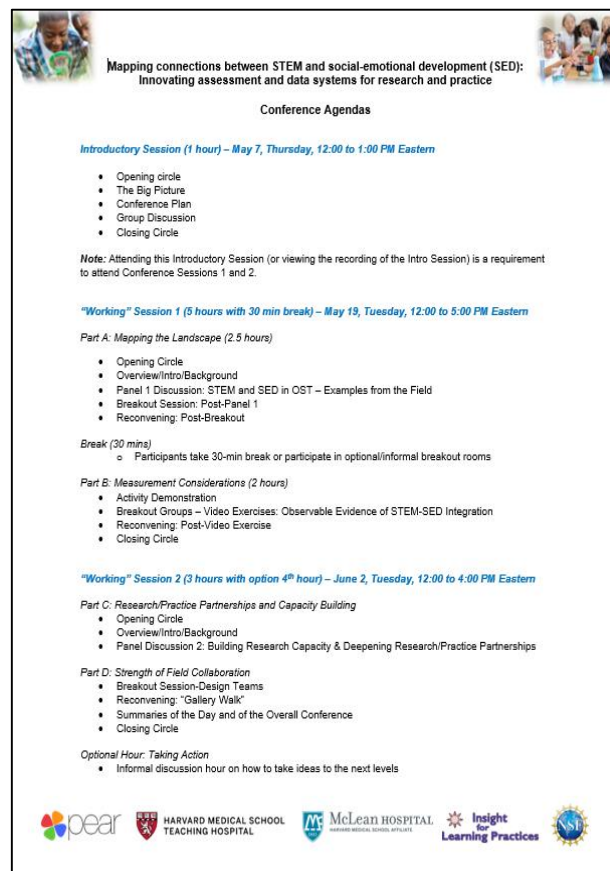 Mapping connections between STEM and social-emotional development (SED):
Innovating assessment and data systems for research and practice
Conference Agendas
Introductory Session (1 hour) – May 7, Thursday, 12:00 to 1:00 PM Eastern
• Opening circle
• The Big Picture
• Conference Plan
• Group Discussion
• Closing Circle
Note: Attending this Introductory Session (or viewing the recording of the Intro Session) is a requirement
to attend Conference Sessions 1 and 2.
“Working” Session 1 (5 hours with 30 min break) – May 19, Tuesday, 12:00 to 5:00 PM Eastern
Part A: Mapping the Landscape (2.5 hours)
• Opening Circle
• Overview/Intro/Background
• Panel 1 Discussion: STEM and SED in OST – Examples from the Field
• Breakout Session: Post-Panel 1
• Reconvening: Post-Breakout
Break (30 mins)
o Participants take 30-min break or participate in optional/informal breakout rooms
Part B: Measurement Considerations (2 hours)
• Activity Demonstration
• Breakout Groups – Video Exercises: Observable Evidence of STEM-SED Integration
• Reconvening: Post-Video Exercise
• Closing Circle
“Working” Session 2 (3 hours with option 4th hour) – June 2, Tuesday, 12:00 to 4:00 PM Eastern
Part C: Research/Practice Partnerships and Capacity Building
• Opening Circle
• Overview/Intro/Background
• Panel Discussion 2: Building Research Capacity & Deepening Research/Practice Partnerships
Part D: Strength of Field Collaboration
• Breakout Session-Design Teams
• Reconvening: “Gallery Walk”
• Summaries of the Day and of the Overall Conference
• Closing Circle
Optional Hour: Taking Action
• Informal discussion hour on how to take ideas to the next levels
pear
HARVARD MEDICAL SCHOOL
TEACHING HOSPITAL
McLean HOSPITAL
HARVARD MEDICAL SCHOOL AFFILIATE
Insight
for
Learning Practices
NSF